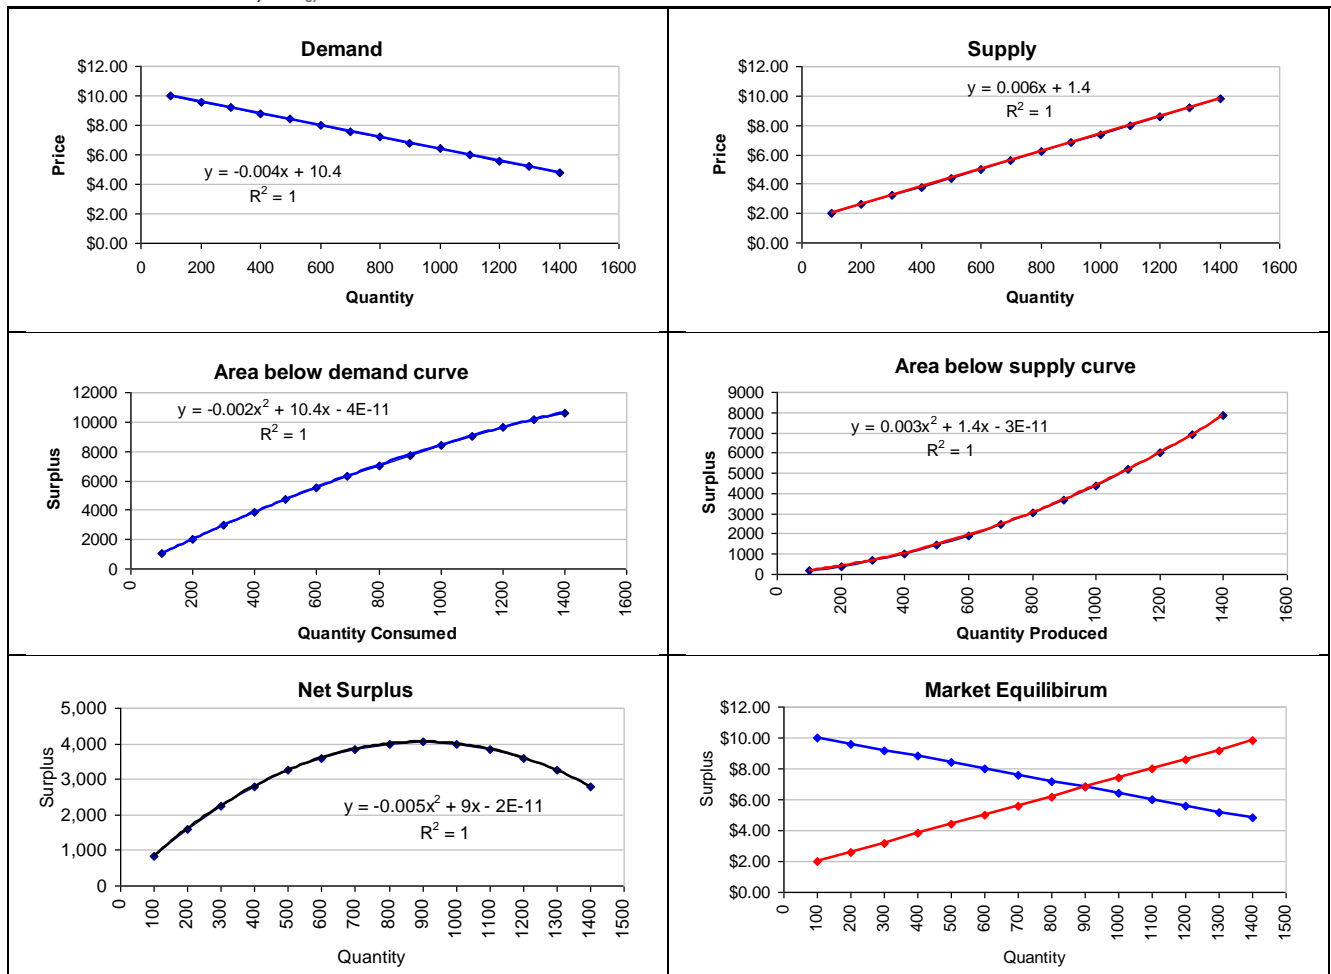 Demand
$12.00
$10.00
$8.00
$6.00
$4.00
$2.00
$0.00
Price
y = -0.004x + 10.4
R² = 1
0 200 400 600 800 1000 1200 1400 1600
Quantity
Supply
$12.00
$10.00
$8.00
$6.00
$4.00
$2.00
$0.00
Price
y = 0.006x + 1.4
R² = 1
0 200 400 600 800 1000 1200 1400 1600
Quantity
Area below demand curve
12000
10000
8000
6000
4000
2000
0
Surplus
y = -0.002x² + 10.4x - 4E-11
R² = 1
0 200 400 600 800 1000 1200 1400 1600
Quantity Consumed
Area below supply curve
9000
8000
7000
6000
5000
4000
3000
2000
1000
0
Surplus
y = 0.003x² + 1.4x - 3E-11
R² = 1
0 200 400 600 800 1000 1200 1400 1600
Quantity Produced
Net Surplus
5,000
4,000
3,000
2,000
1,000
0
Surplus
y = -0.005x² + 9x - 2E-11
R² = 1
0 100 200 300 400 500 600 700 800 900 1000 1100 1200 1300 1400 1500
Quantity
Market Equilibirum
$12.00
$10.00
$8.00
$6.00
$4.00
$2.00
$0.00
Surplus
0 100 200 300 400 500 600 700 800 900 1000 1100 1200 1300 1400 1500
Quantity